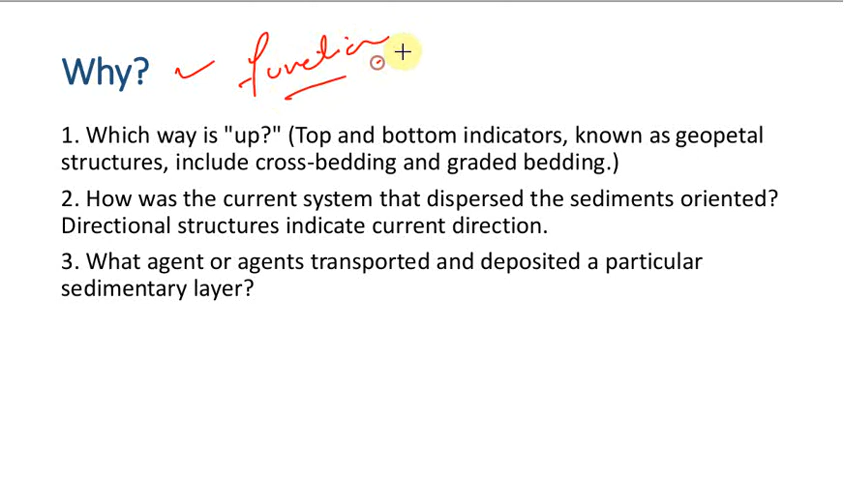 Why? function
1. Which way is "up?" (Top and bottom indicators, known as geopetal
structures, include cross-bedding and graded bedding.)
2. How was the current system that dispersed the sediments oriented?
Directional structures indicate current direction.
3. What agent or agents transported and deposited a particular
sedimentary layer?